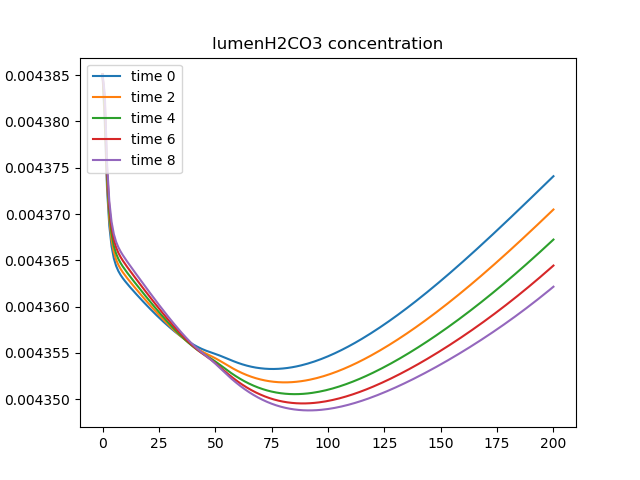 lumenH2CO3 concentration
0.004385
0.004380
0.004375
0.004370
0.004365
0.004360
0.004355
0.004350
time 0
time 2
time 4
time 6
time 8
0 25 50 75 100 125 150 175 200